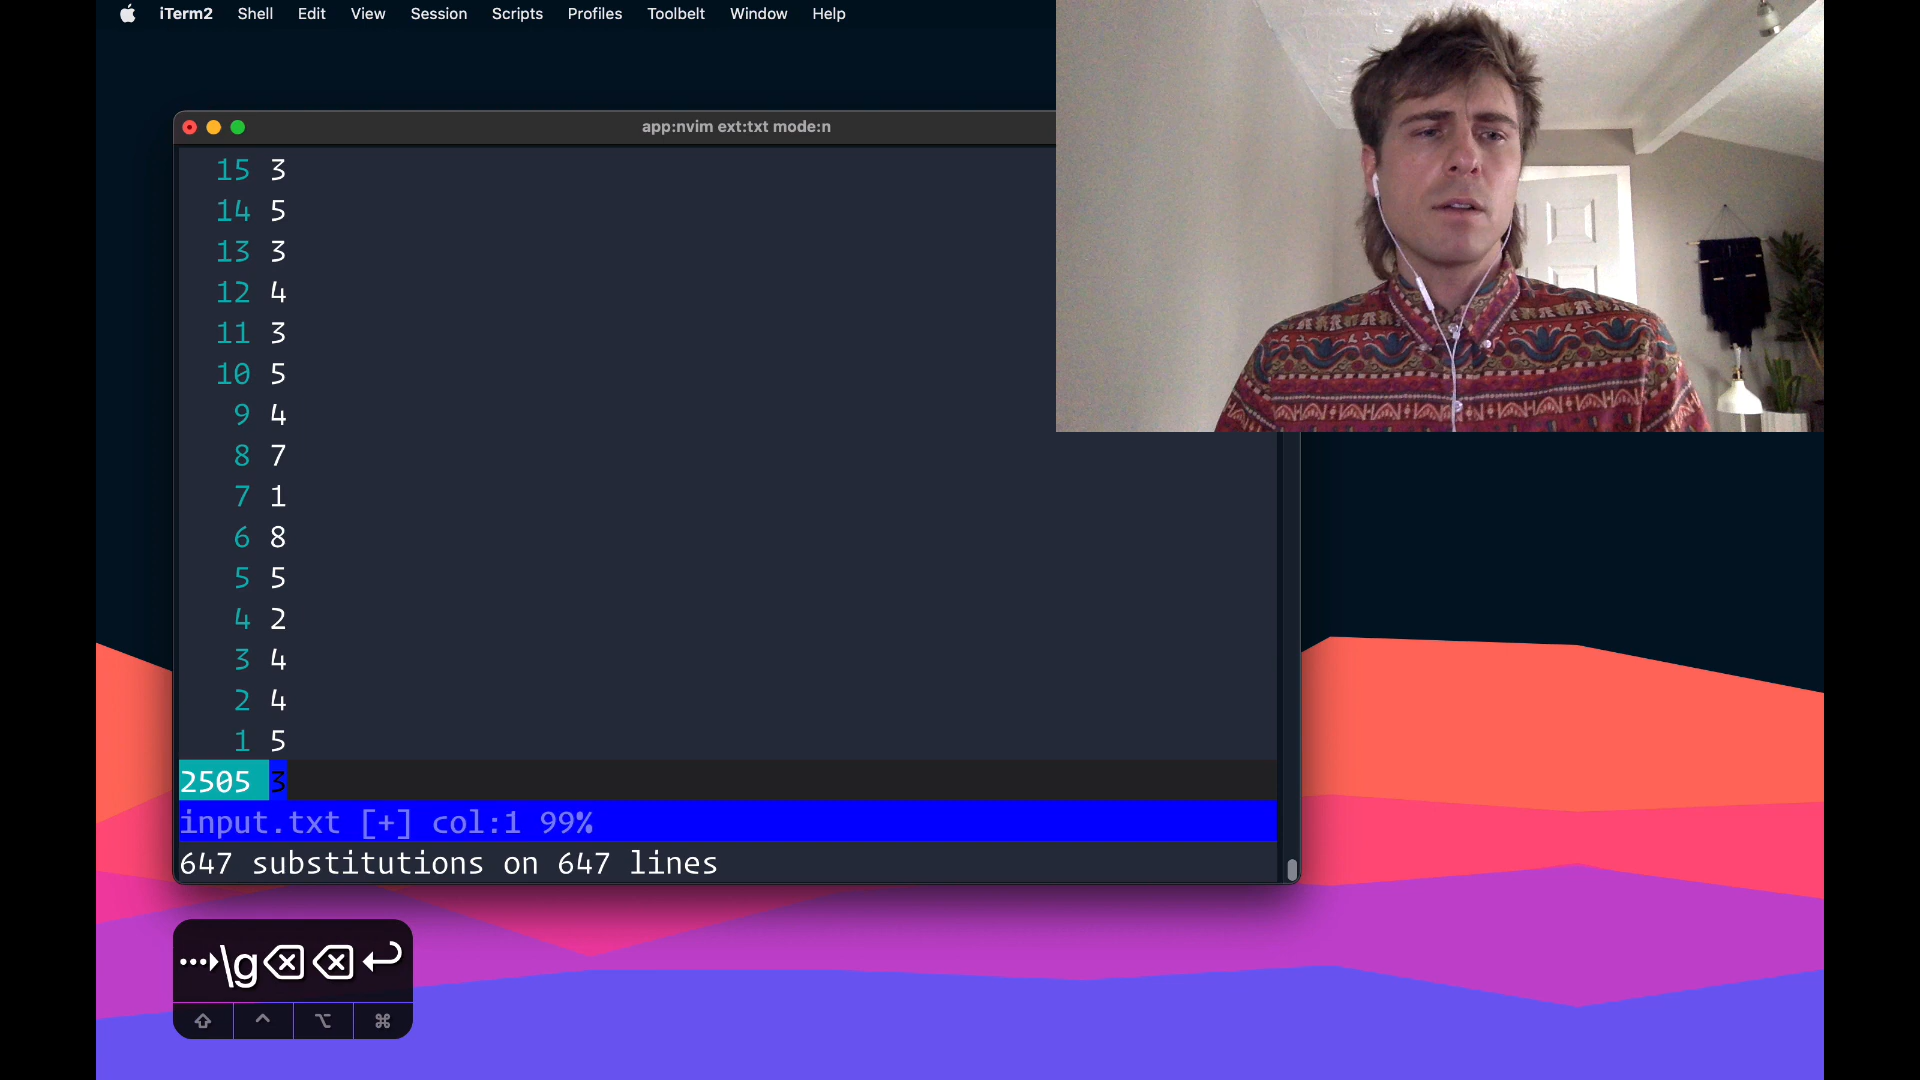 iTerm2 Shell Edit View Session Scripts Profiles Toolbelt Window Help
app:nvim ext:txt mode:n
15 3
14 5
13 3
12 4
11 3
10 5
9 4
8 7
7 1
6 8
5 5
4 2
3 4
2 4
1 5
2505 3
input.txt [+] col:1 99%
647 substitutions on 647 lines
…▸\g⌫⌫↩
⇧ ⌃ ⌥ ⌘